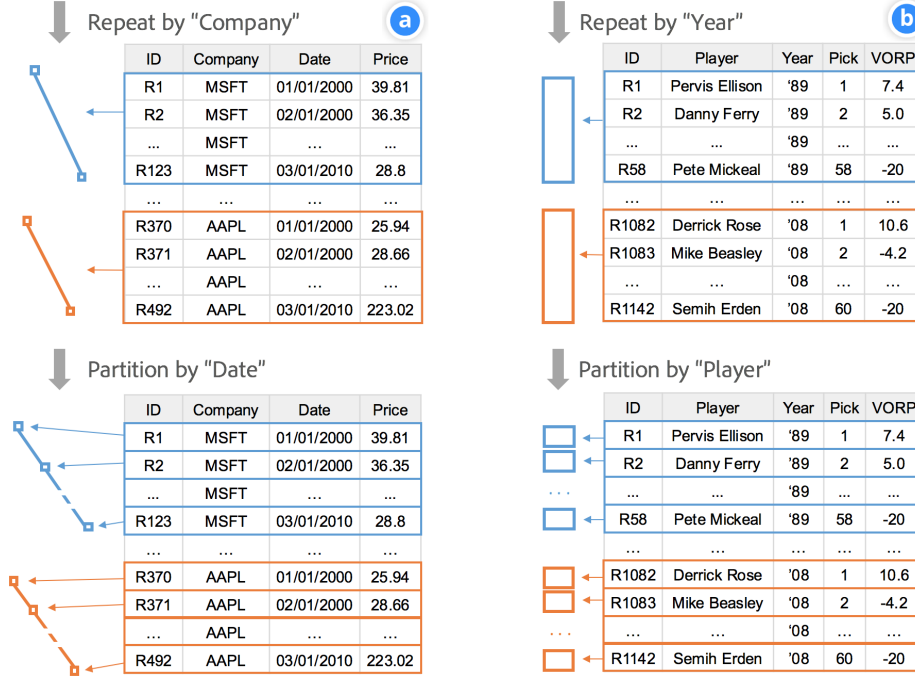 Repeat by "Company"
a
ID Company Date Price
R1 MSFT 01/01/2000 39.81
R2 MSFT 02/01/2000 36.35
... MSFT ... ...
R123 MSFT 03/01/2010 28.8
... ... ... ...
R370 AAPL 01/01/2000 25.94
R371 AAPL 02/01/2000 28.66
... AAPL ... ...
R492 AAPL 03/01/2010 223.02
Repeat by "Year"
b
ID Player Year Pick VORP
R1 Pervis Ellison ‘89 1 7.4
R2 Danny Ferry ‘89 2 5.0
... ... ‘89 ... ...
R58 Pete Mickeal ‘89 58 -20
... ... ... ... ...
R1082 Derrick Rose ’08 1 10.6
R1083 Mike Beasley ‘08 2 -4.2
... ... ‘08 ... ...
R1142 Semih Erden ’08 60 -20
Partition by "Date"
ID Company Date Price
R1 MSFT 01/01/2000 39.81
R2 MSFT 02/01/2000 36.35
... MSFT ... ...
R123 MSFT 03/01/2010 28.8
... ... ... ...
R370 AAPL 01/01/2000 25.94
R371 AAPL 02/01/2000 28.66
... AAPL ... ...
R492 AAPL 03/01/2010 223.02
Partition by "Player"
ID Player Year Pick VORP
R1 Pervis Ellison ‘89 1 7.4
R2 Danny Ferry ‘89 2 5.0
... ... ... ‘89 ... ...
R58 Pete Mickeal ‘89 58 -20
... ... ... ... ...
R1082 Derrick Rose ’08 1 10.6
R1083 Mike Beasley ‘08 2 -4.2
... ... ... ‘08 ... ...
R1142 Semih Erden ’08 60 -20